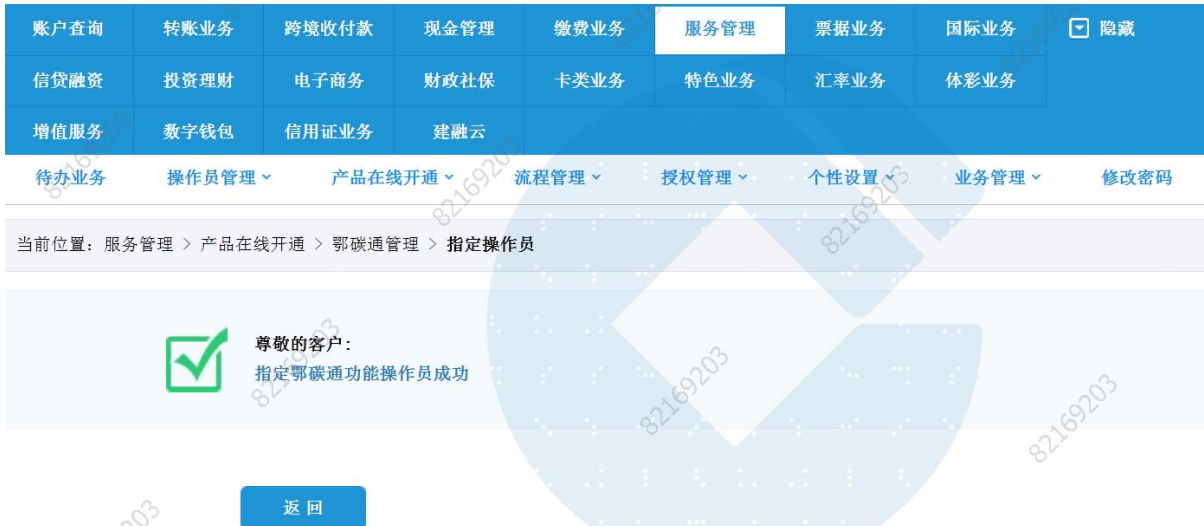 账户查询 转账业务 跨境收付款 现金管理 缴费业务 服务管理 票据业务 国际业务 隐藏
信贷融资 投资理财 电子商务 财政社保 卡类业务 特色业务 汇率业务 体彩业务
增值服务 数字钱包 信用证业务 建融云
待办业务 操作员管理 产品在线开通 流程管理 授权管理 个性设置 业务管理 修改密码
当前位置：服务管理 > 产品在线开通 > 鄂碳通管理 > 指定操作员
尊敬的客户：
指定鄂碳通功能操作员成功
返回
82169203
82169203
82169203
82169203
82169203
82169203
82169203